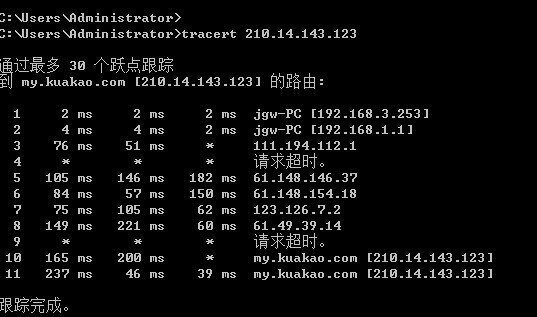 C:\Users\Administrator>
C:\Users\Administrator>tracert 210.14.143.123
通过最多 30 个跃点跟踪
到 my.kuakao.com [210.14.143.123] 的路由:
1 2 ms 2 ms 2 ms jgw-PC [192.168.3.253]
2 4 ms 4 ms 2 ms jgw-PC [192.168.1.1]
3 76 ms 51 ms * 111.194.112.1
4 * * * 请求超时。
5 105 ms 146 ms 182 ms 61.148.146.37
6 84 ms 57 ms 150 ms 61.148.154.18
7 75 ms 105 ms 62 ms 123.126.7.2
8 149 ms 221 ms 60 ms 61.49.39.14
9 * * * 请求超时。
10 165 ms 200 ms * my.kuakao.com [210.14.143.123]
11 237 ms 46 ms 39 ms my.kuakao.com [210.14.143.123]
跟踪完成。